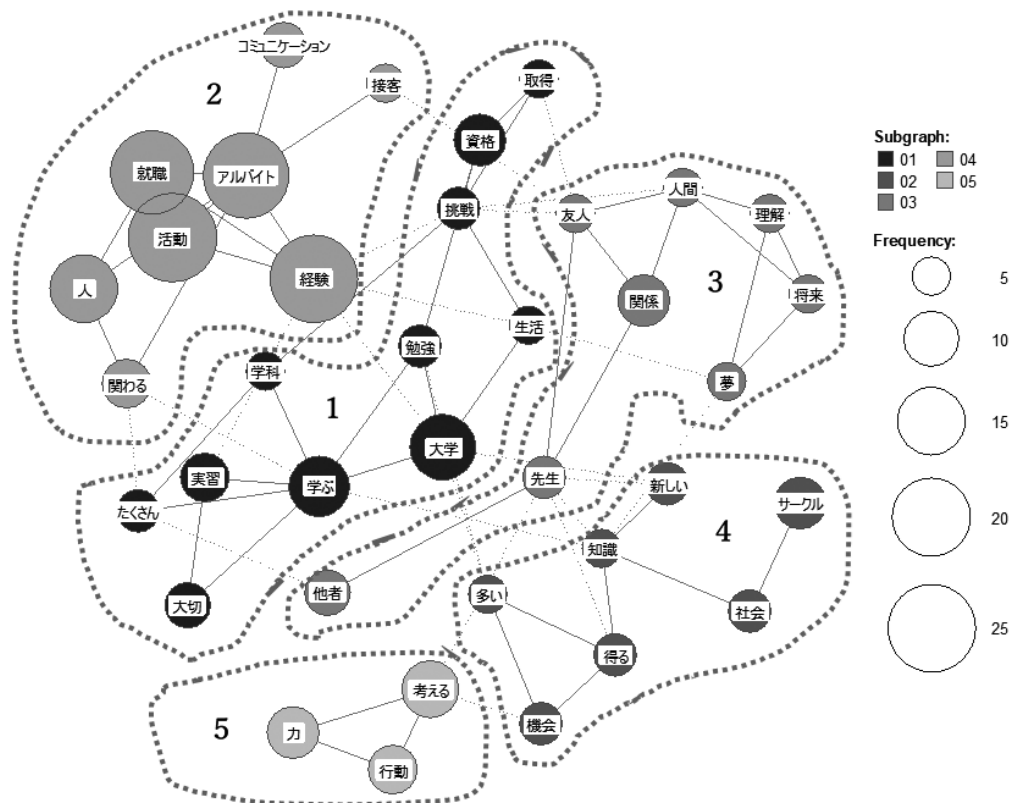 コミュニケーション
接客
2
就職
アルバイト
活動
人
経験
関わる
取得
資格
挑戦
生活
勉強
学科
1
大学
実習
学ぶ
たくさん
大切
友人
人間
理解
関係
3
将来
夢
先生
他者
新しい
サークル
4
知識
多い
社会
得る
機会
5
考える
力
行動
Subgraph:
01 04
02 05
03
Frequency:
5
10
15
20
25